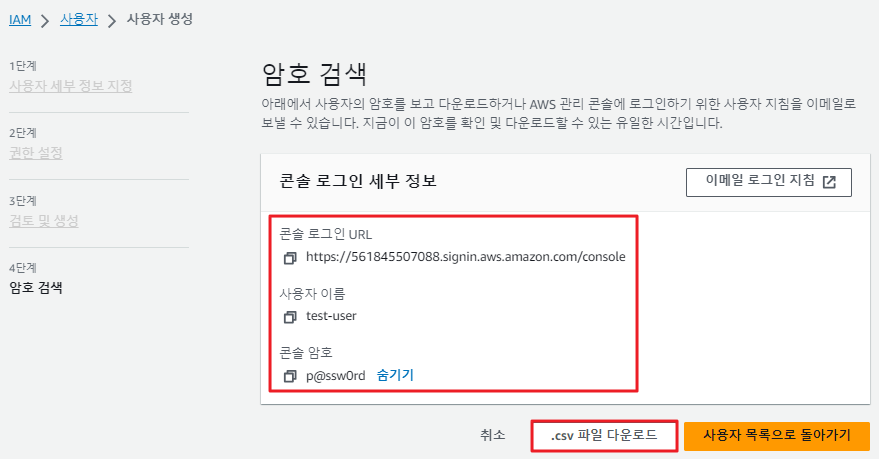 IAM > 사용자 > 사용자 생성
1단계
사용자 세부 정보 지정
2단계
권한 설정
3단계
검토 및 생성
4단계
암호 검색
암호 검색
아래에서 사용자의 암호를 보고 다운로드하거나 AWS 관리 콘솔에 로그인하기 위한 사용자 지침을 이메일로
보낼 수 있습니다. 지금이 이 암호를 확인 및 다운로드할 수 있는 유일한 시간입니다.
콘솔 로그인 세부 정보
이메일 로그인 지침
콘솔 로그인 URL
https://561845507088.signin.aws.amazon.com/console
사용자 이름
test-user
콘솔 암호
p@ssw0rd 숨기기
취소
.csv 파일 다운로드
사용자 목록으로 돌아가기